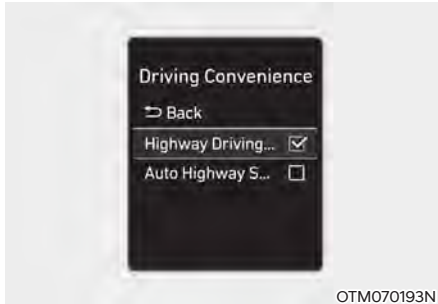 Driving Convenience
⮌ Back
Highway Driving...
Auto Highway S...
OTM070193N